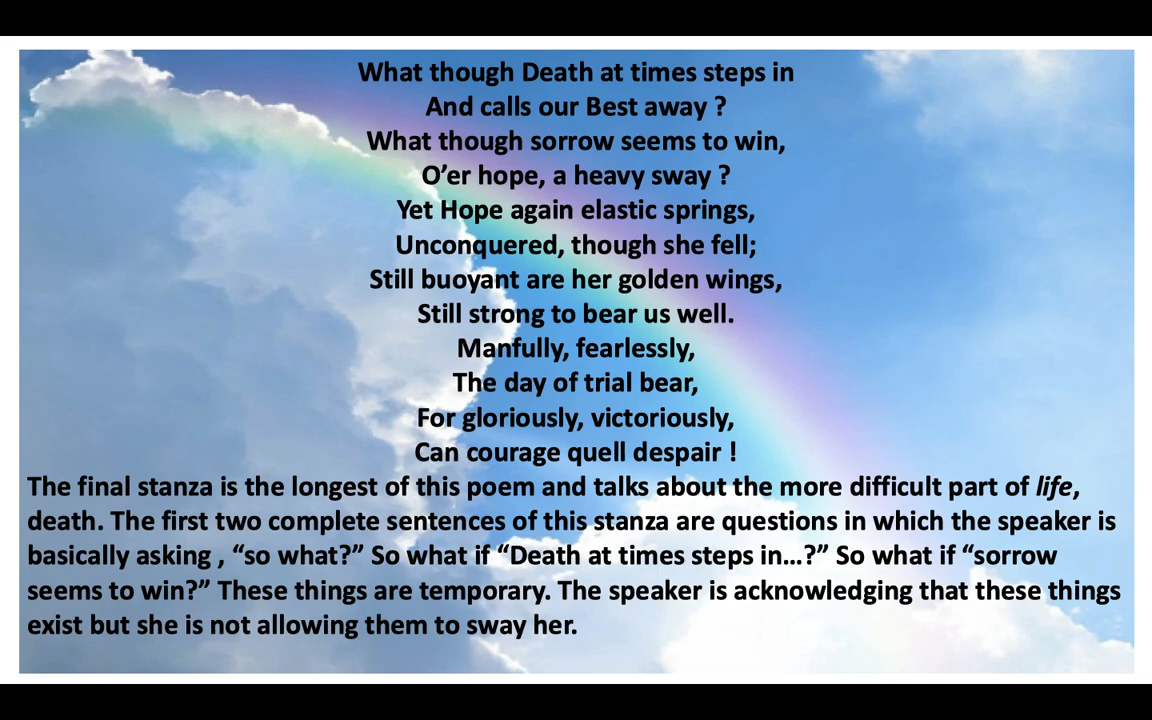 What though Death at times steps in
And calls our Best away ?
What though sorrow seems to win,
O’er hope, a heavy sway ?
Yet Hope again elastic springs,
Unconquered, though she fell;
Still buoyant are her golden wings,
Still strong to bear us well.
Manfully, fearlessly,
The day of trial bear,
For gloriously, victoriously,
Can courage quell despair !
The final stanza is the longest of this poem and talks about the more difficult part of life,
death. The first two complete sentences of this stanza are questions in which the speaker is
basically asking , “so what?” So what if “Death at times steps in…?” So what if “sorrow
seems to win?” These things are temporary. The speaker is acknowledging that these things
exist but she is not allowing them to sway her.